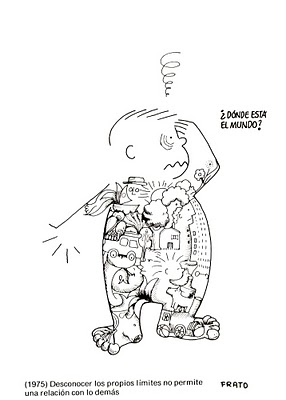 ¿DÓNDE ESTÁ
EL MUNDO?
(1975) Desconocer los propios límites no permite
una relación con lo demás
FRATO